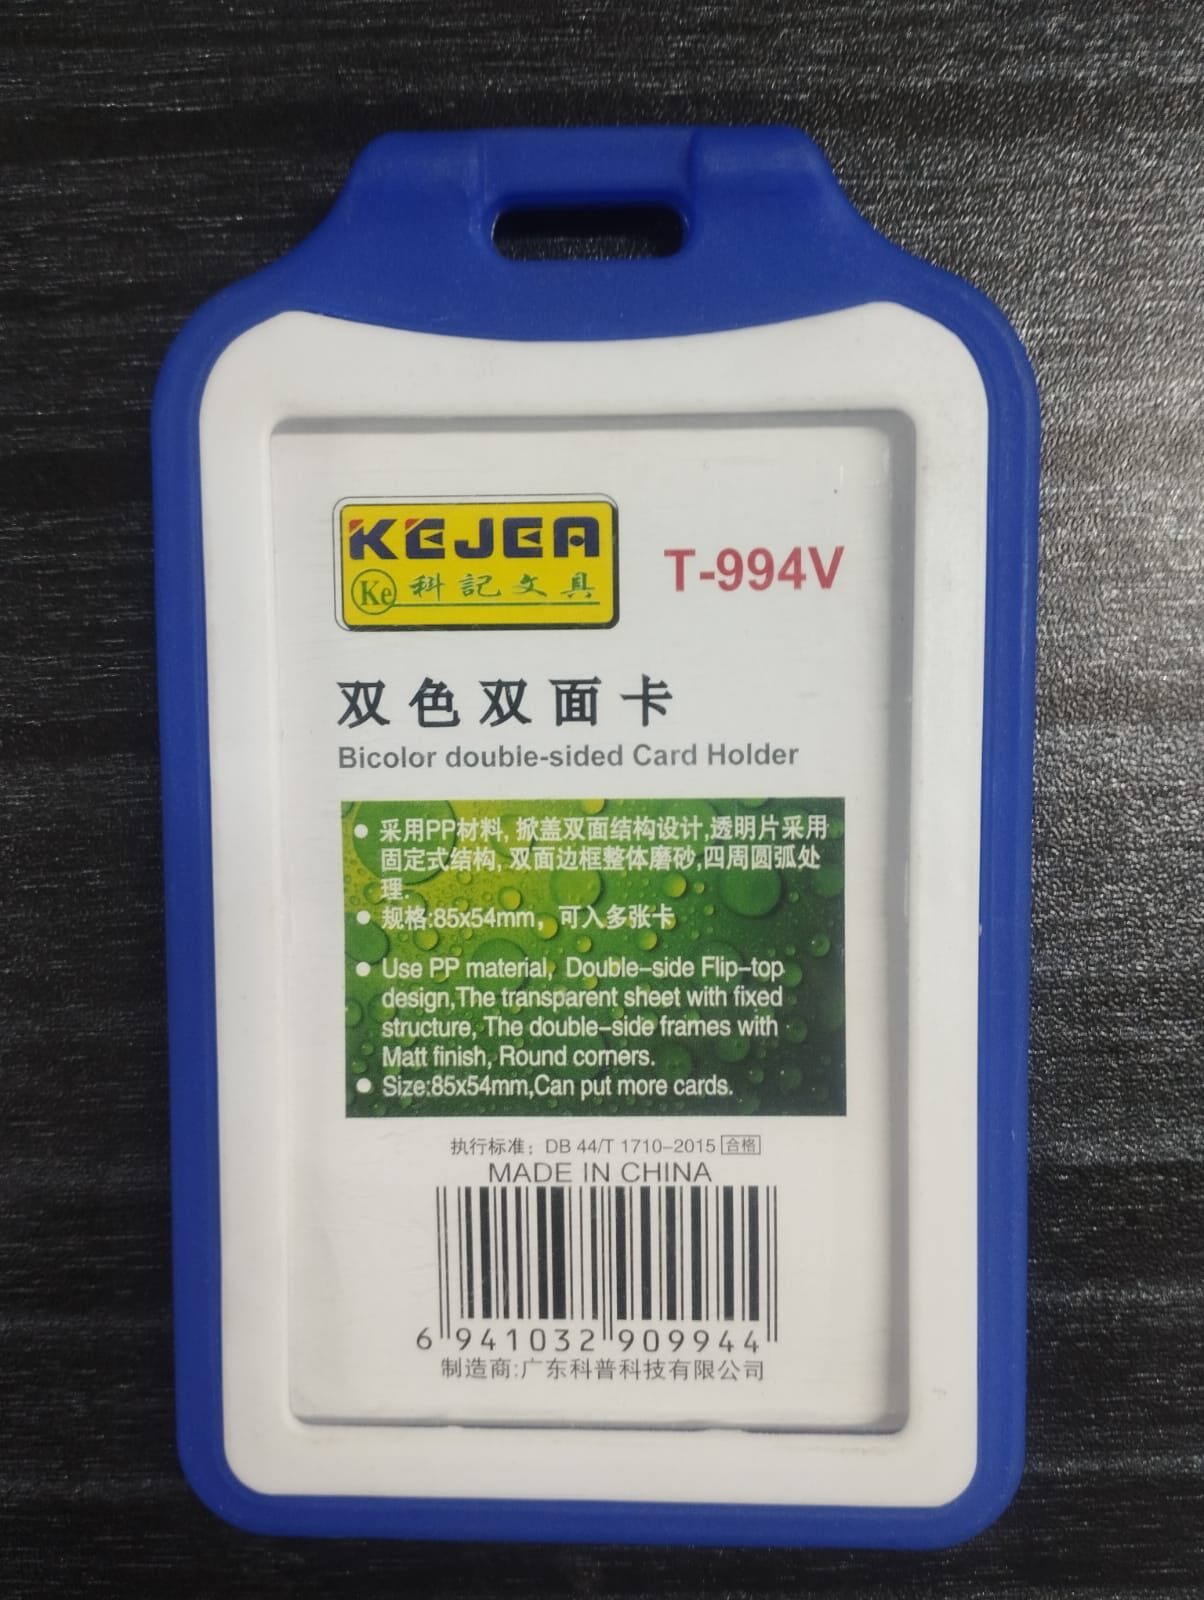 KEJEA
Ke 科記文具
T-994V
双色双面卡
Bicolor double-sided Card Holder
● 采用PP材料, 掀盖双面结构设计,透明片采用
固定式结构, 双面边框整体磨砂,四周圆弧处
理.
● 规格:85x54mm，可入多张卡
● Use PP material, Double-side Flip-top
design,The transparent sheet with fixed
structure, The double-side frames with
Matt finish, Round corners.
● Size:85x54mm,Can put more cards.
执行标准：DB 44/T 1710-2015 合格
MADE IN CHINA
6 941032 909944
制造商:广东科普科技有限公司